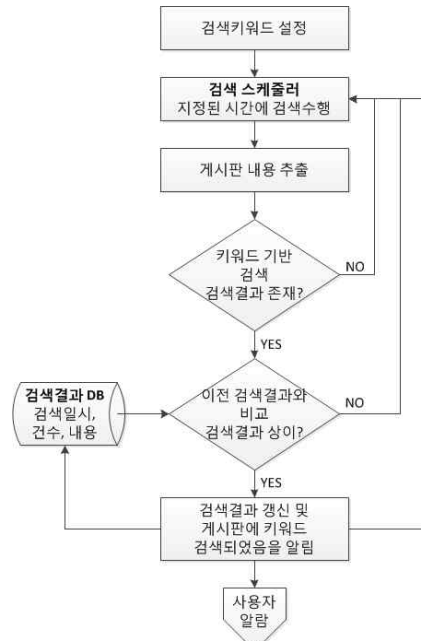 검색키워드 설정
검색 스케줄러
지정된 시간에 검색수행
게시판 내용 추출
키워드 기반
검색
검색결과 존재?
NO
YES
검색결과 DB
검색일시,
건수, 내용
이전 검색결과와
비교
검색결과 상이?
NO
YES
검색결과 갱신 및
게시판에 키워드
검색되었음을 알림
사용자
알람